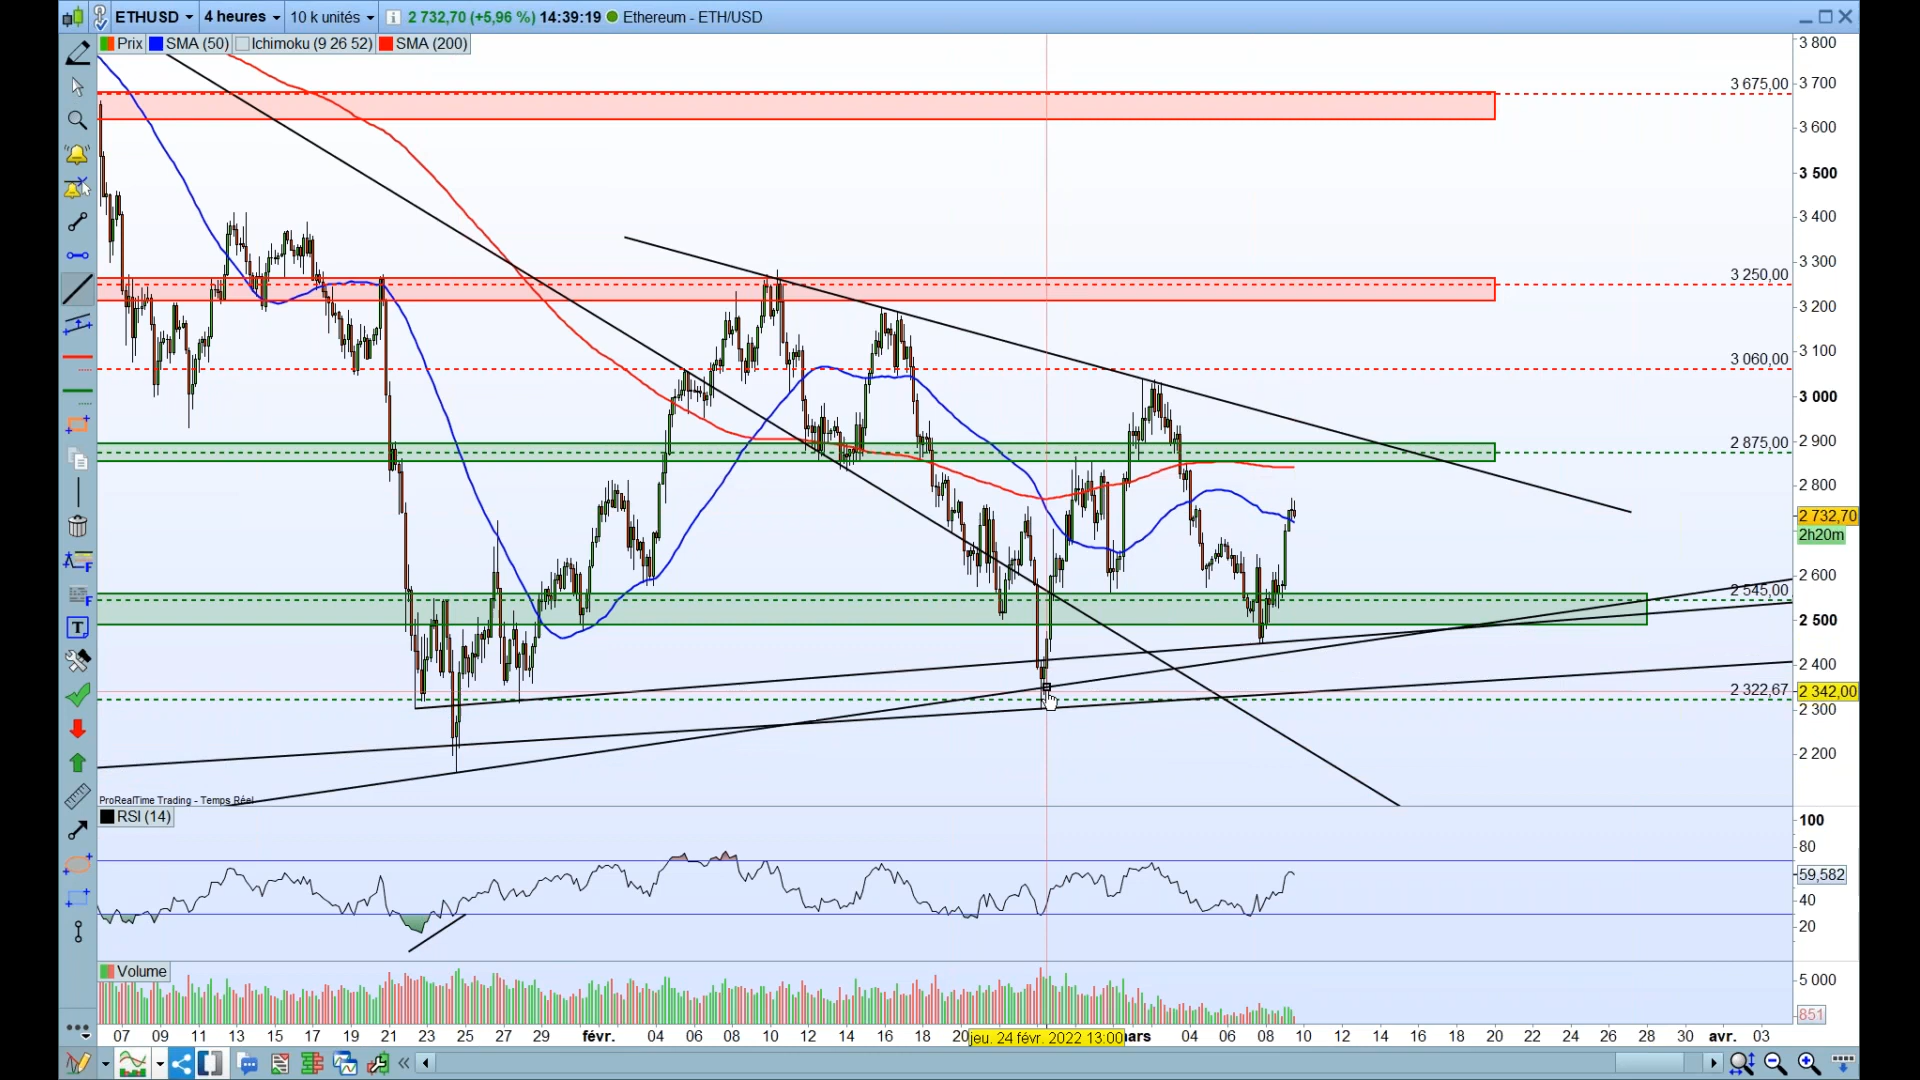 ETHUSD 4 heures 10 k unités 2 732,70 (+5,96 %) 14:39:19 Ethereum - ETH/USD
Prix SMA (50) Ichimoku (9 26 52) SMA (200)
3 800
3 675,00 3 700
3 600
3 500
3 400
3 250,00 3 300
3 200
3 060,00 3 100
3 000
2 875,00 2 900
2 800
2 732,70
2h20m
2 545,00 2 600
2 500
2 400
2 322,67 2 342,00
2 300
2 200
ProRealTime Trading - Temps Réel
RSI (14)
100
80
59,582
40
20
Volume
5 000
851
07 09 11 13 15 17 19 21 23 25 27 29 févr. 04 06 08 10 12 14 16 18 20 jeu. 24 févr. 2022 13:00 mars 04 06 08 10 12 14 16 18 20 22 24 26 28 30 avr. 03